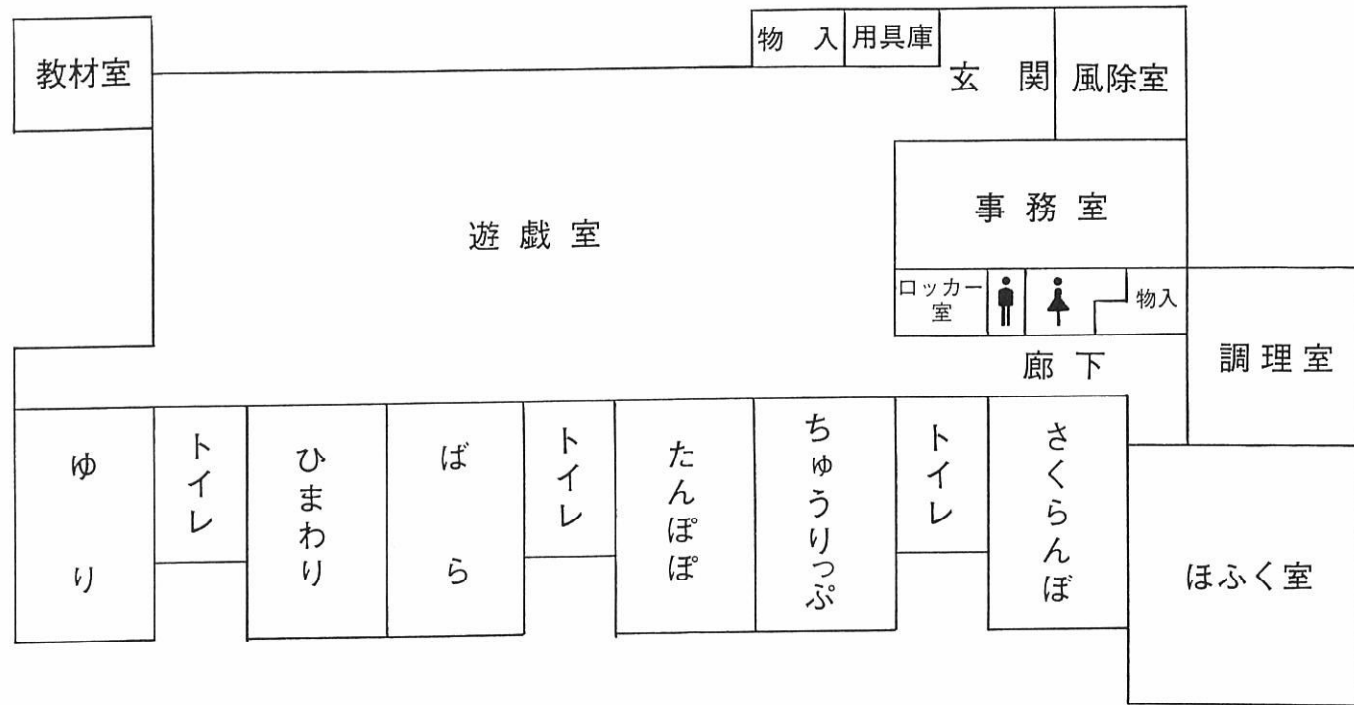 物入
用具庫
教材室
玄関
風除室
事務室
遊戯室
ロッカー
室
物入
廊下
調理室
ゆり
トイレ
ひまわり
ばら
トイレ
たんぽぽ
ちゅうりっぷ
トイレ
さくらんぼ
ほふく室